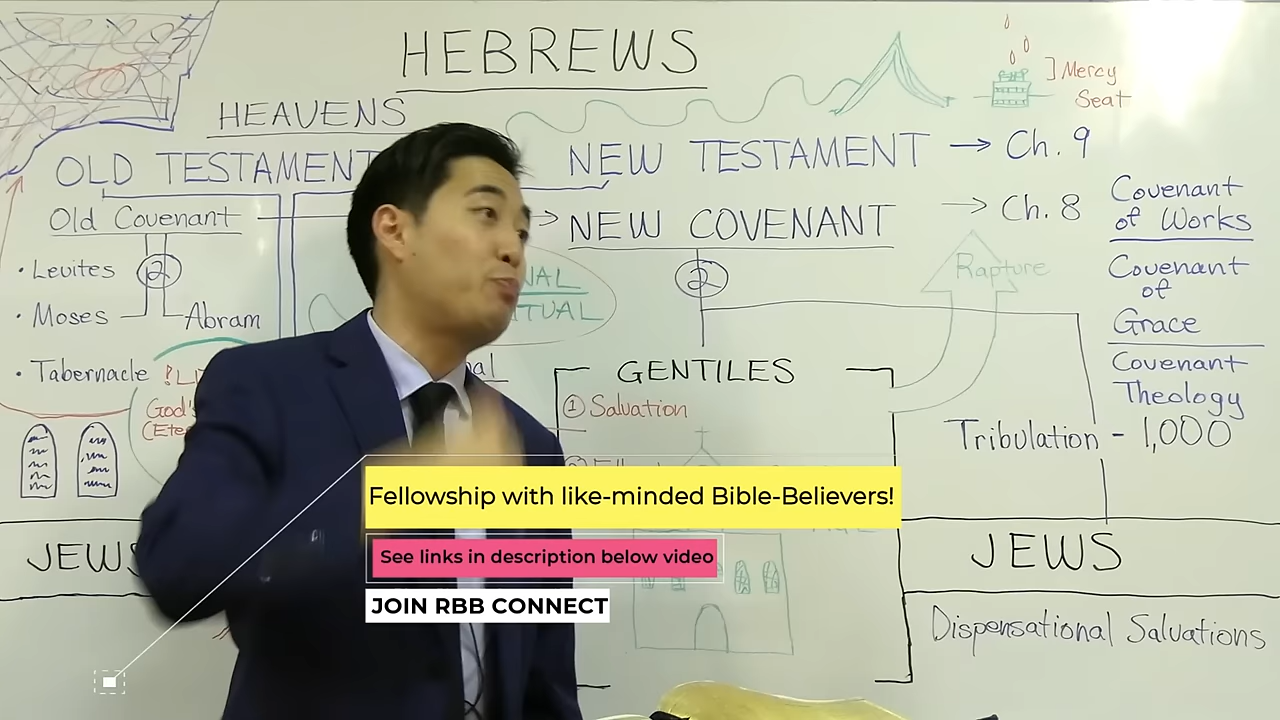 HEBREWS
Mercy
Seat
HEAVENS
OLD TESTAMENT
NEW TESTAMENT → Ch. 9
Old Covenant
NEW COVENANT → Ch. 8
Covenant
of Works
• Levites
2
2
Rapture
Covenant
of
Grace
• Moses
Abram
GENTILES
• Tabernacle
① Salvation
Covenant
Theology
God's
Tribulation - 1,000
Fellowship with like-minded Bible-Believers!
See links in description below video
JOIN RBB CONNECT
JEWS
JEWS
Dispensational Salvations